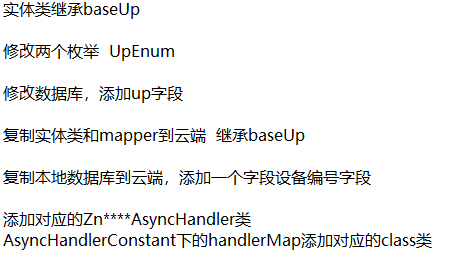 实体类继承baseUp
修改两个枚举  UpEnum
修改数据库，添加up字段
复制实体类和mapper到云端  继承baseUp
复制本地数据库到云端，添加一个字段设备编号字段
添加对应的Zn****AsyncHandler类
AsyncHandlerConstant下的handlerMap添加对应的class类